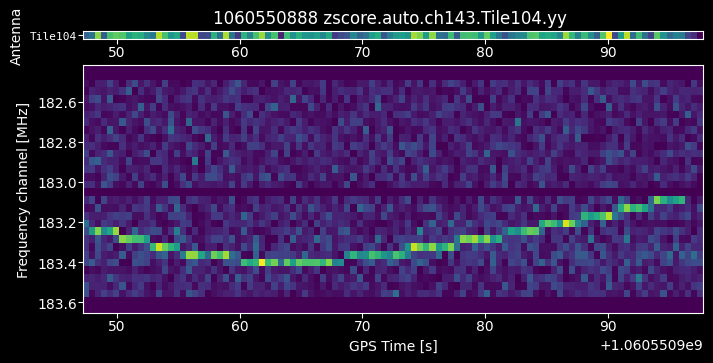 1060550888 zscore.auto.ch143.Tile104.yy
Antenna
Tile104
50 60 70 80 90
Frequency channel [MHz]
182.6
182.8
183.0
183.2
183.4
183.6
50 60 70 80 90
GPS Time [s]
+1.0605509e9